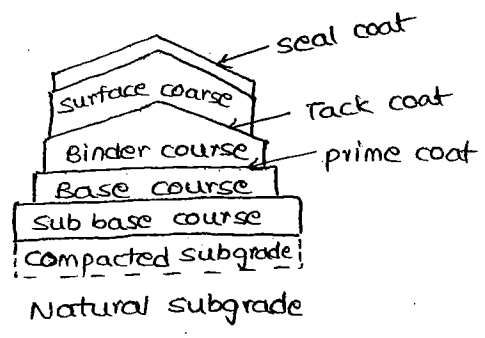 seal coat
surface coarse
Tack coat
Binder course
prime coat
Base course
Sub base course
compacted subgrade
Natural subgrade